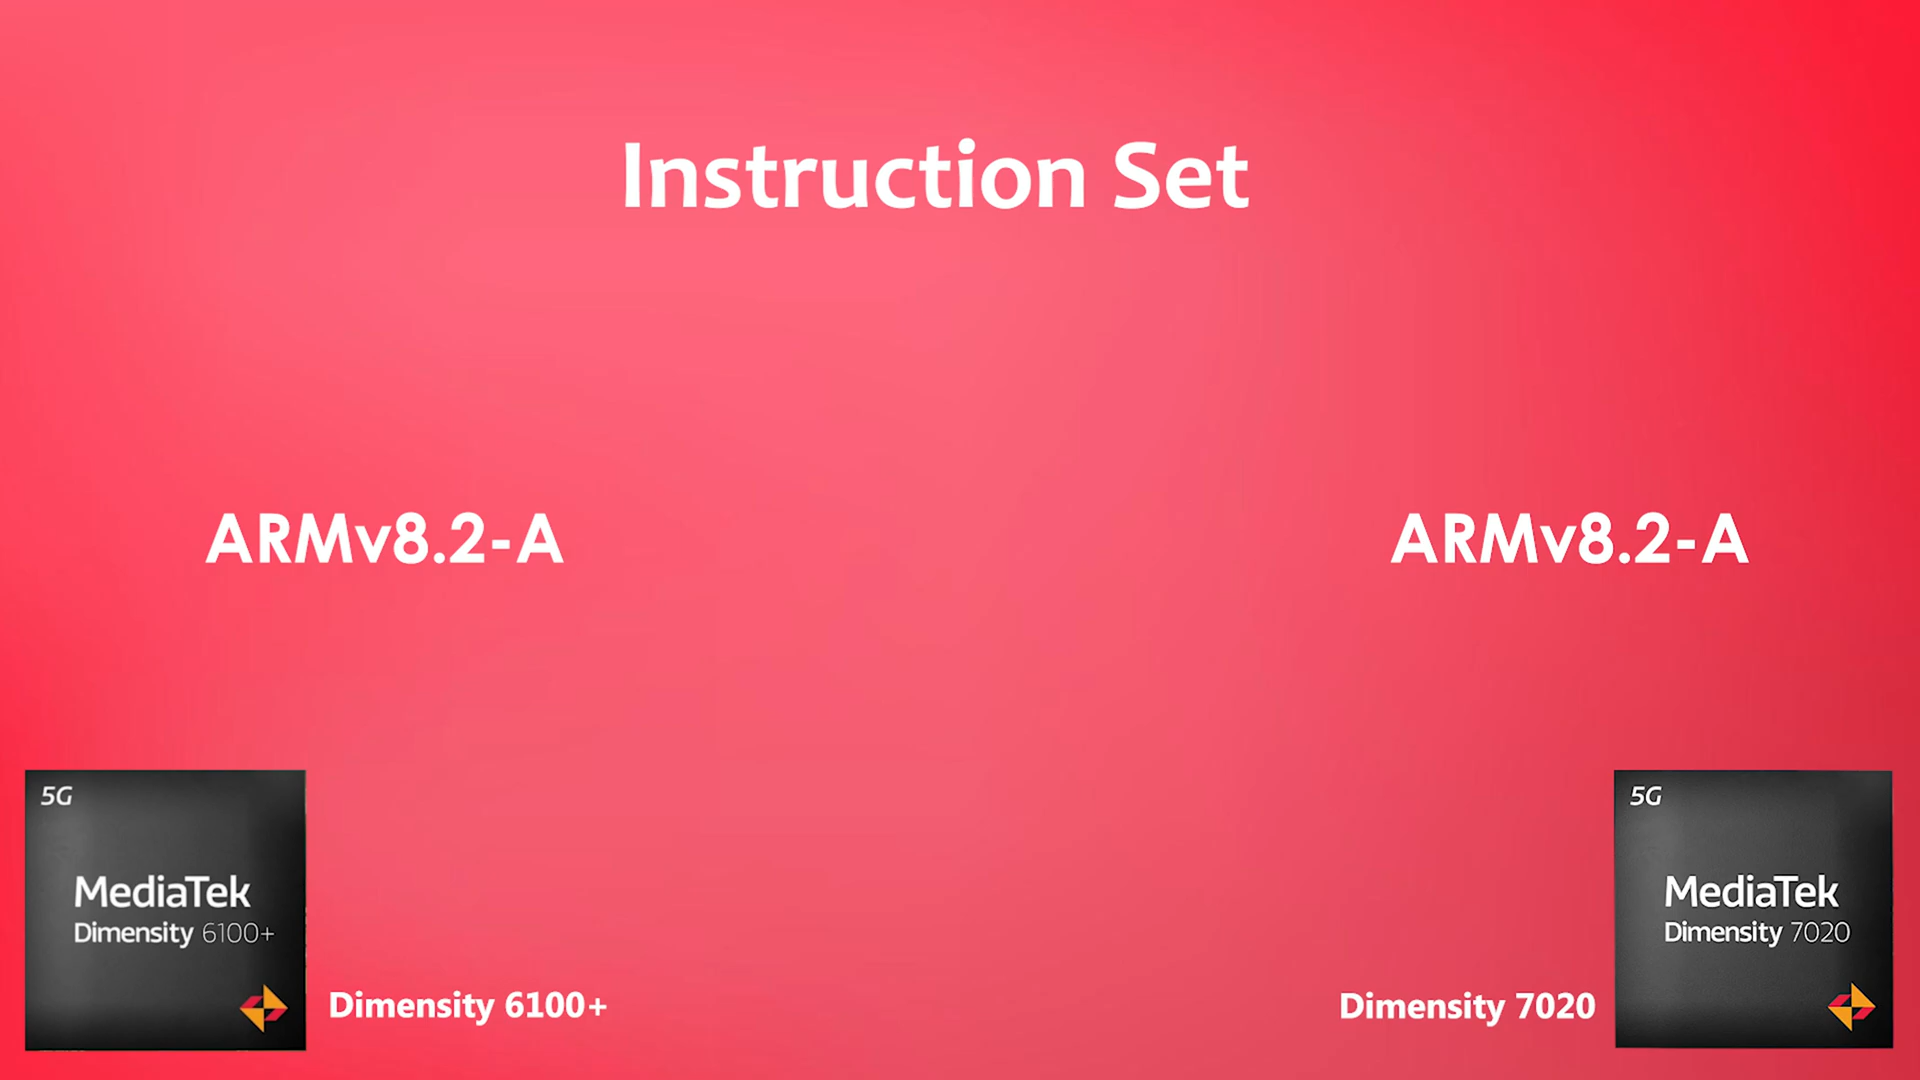 Instruction Set
ARMv8.2-A
ARMv8.2-A
5G
MediaTek
Dimensity 6100+
Dimensity 6100+
5G
MediaTek
Dimensity 7020
Dimensity 7020